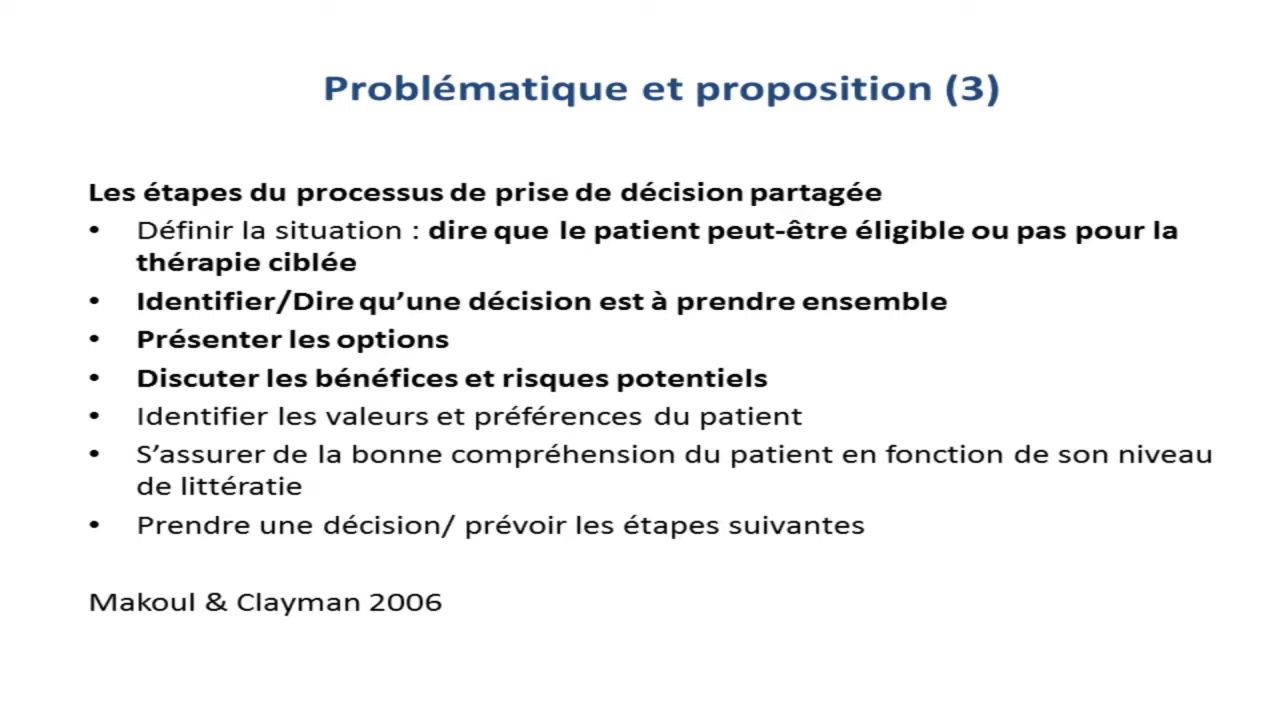 Problématique et proposition (3)
Les étapes du processus de prise de décision partagée
• Définir la situation : dire que le patient peut-être éligible ou pas pour la
thérapie ciblée
• Identifier/Dire qu’une décision est à prendre ensemble
• Présenter les options
• Discuter les bénéfices et risques potentiels
• Identifier les valeurs et préférences du patient
• S’assurer de la bonne compréhension du patient en fonction de son niveau
de littératie
• Prendre une décision/ prévoir les étapes suivantes
Makoul & Clayman 2006